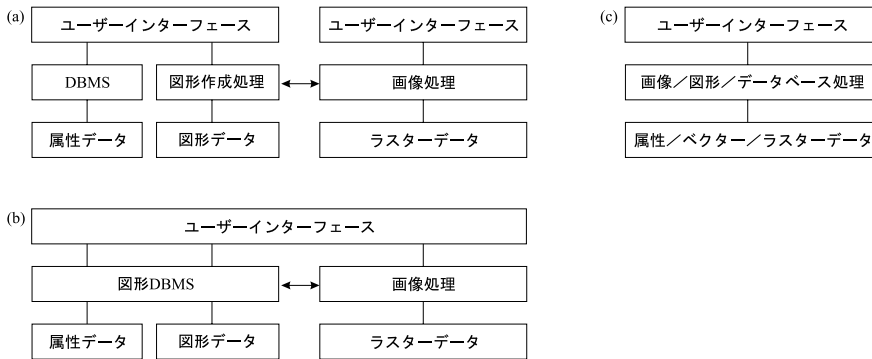 (a)
ユーザーインターフェース
ユーザーインターフェース
DBMS
図形作成処理
画像処理
属性データ
図形データ
ラスターデータ
(c)
ユーザーインターフェース
画像／図形／データベース処理
属性／ベクター／ラスターデータ
(b)
ユーザーインターフェース
図形DBMS
画像処理
属性データ
図形データ
ラスターデータ